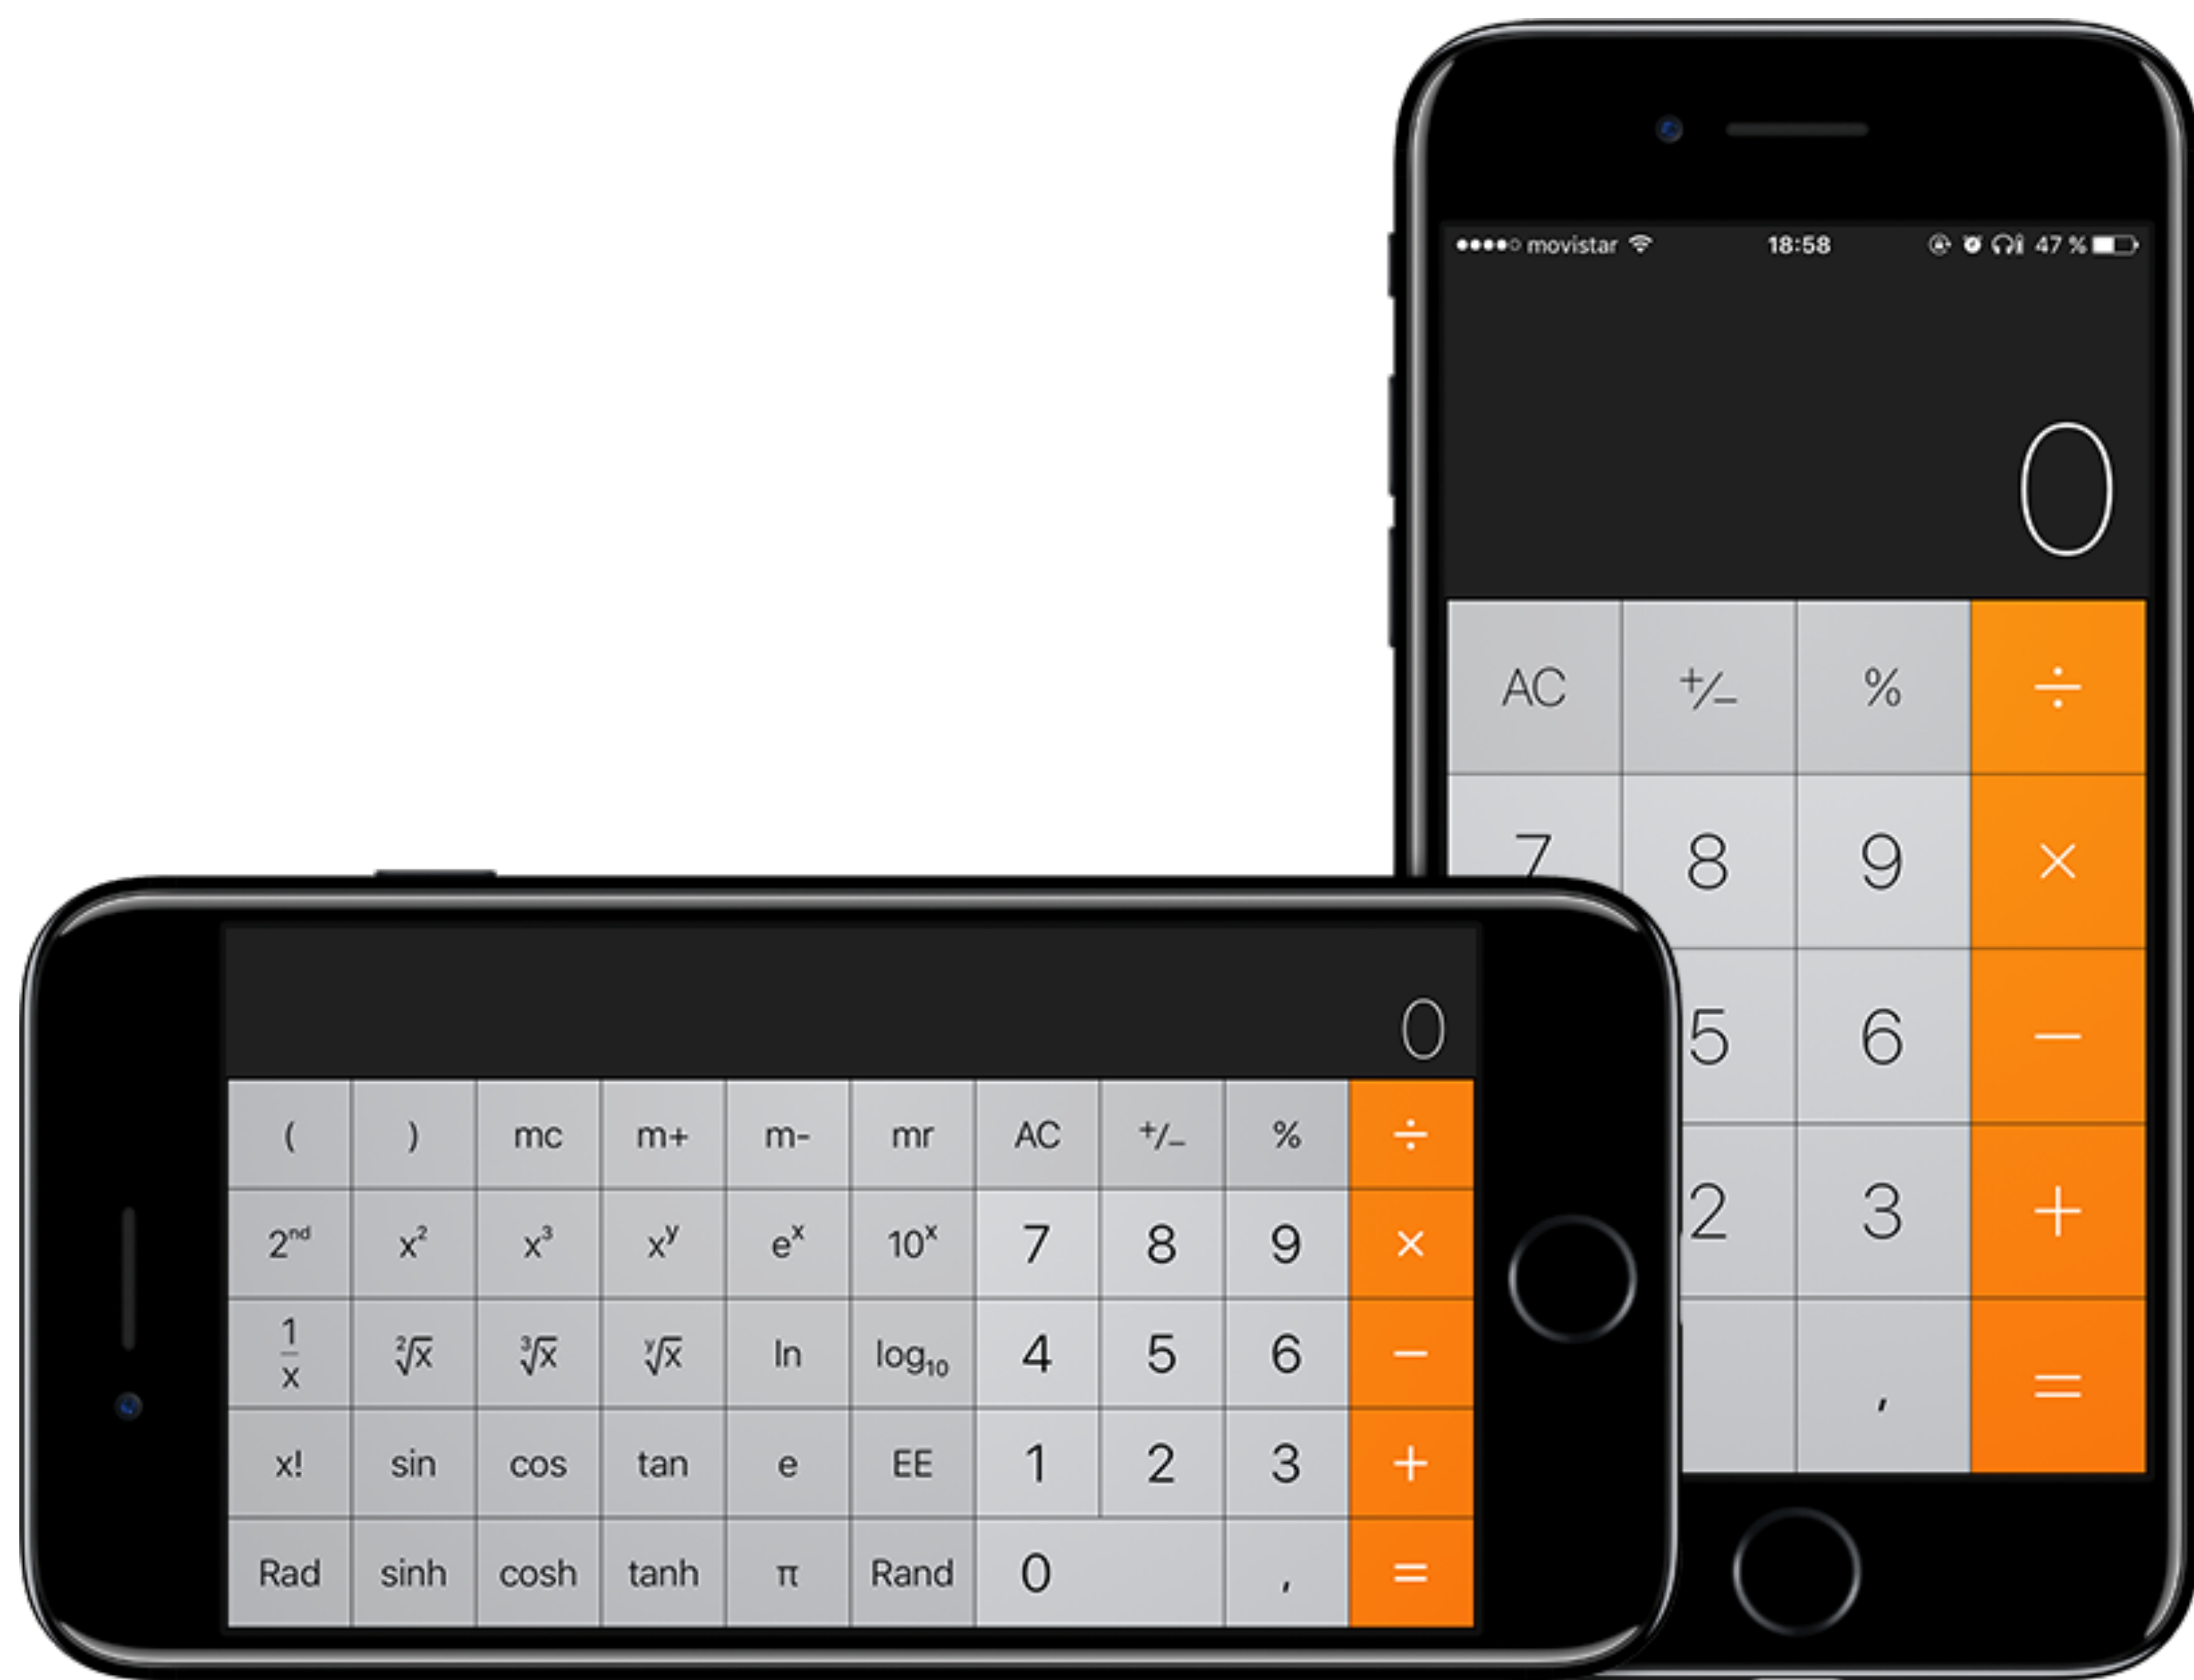 movistar 18:58 47 %
0
AC +/− % ÷
7 8 9 ×
5 6 −
2 3 +
, =
0
( ) mc m+ m- mr AC +/− % ÷
2ⁿᵈ x² x³ xʸ eˣ 10ˣ 7 8 9 ×
1/x ²√x ³√x ʸ√x ln log₁₀ 4 5 6 −
x! sin cos tan e EE 1 2 3 +
Rad sinh cosh tanh π Rand 0 , =